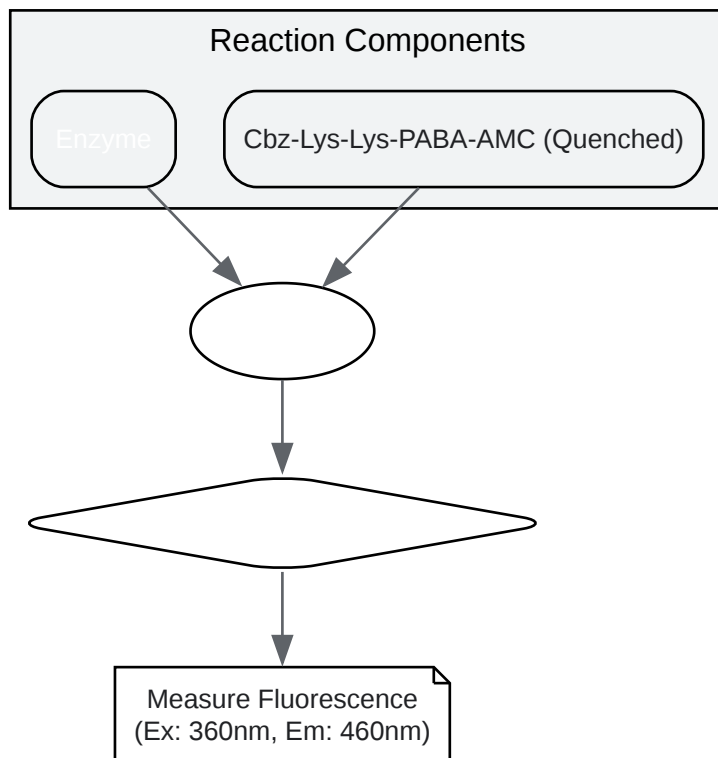 Reaction Components
Enzyme
Cbz-Lys-Lys-PABA-AMC (Quenched)
Measure Fluorescence
(Ex: 360nm, Em: 460nm)